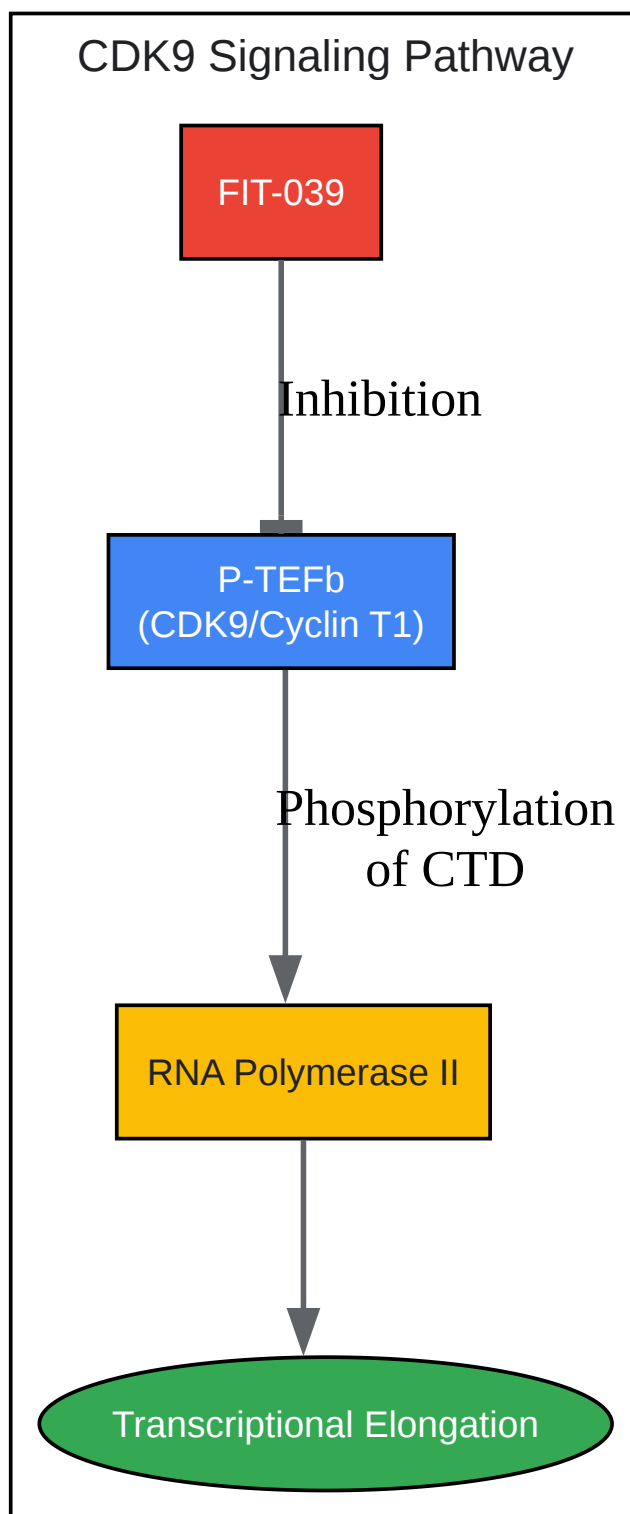 CDK9 Signaling Pathway
FIT-039
Inhibition
P-TEFb
(CDK9/Cyclin T1)
Phosphorylation
of CTD
RNA Polymerase II
Transcriptional Elongation